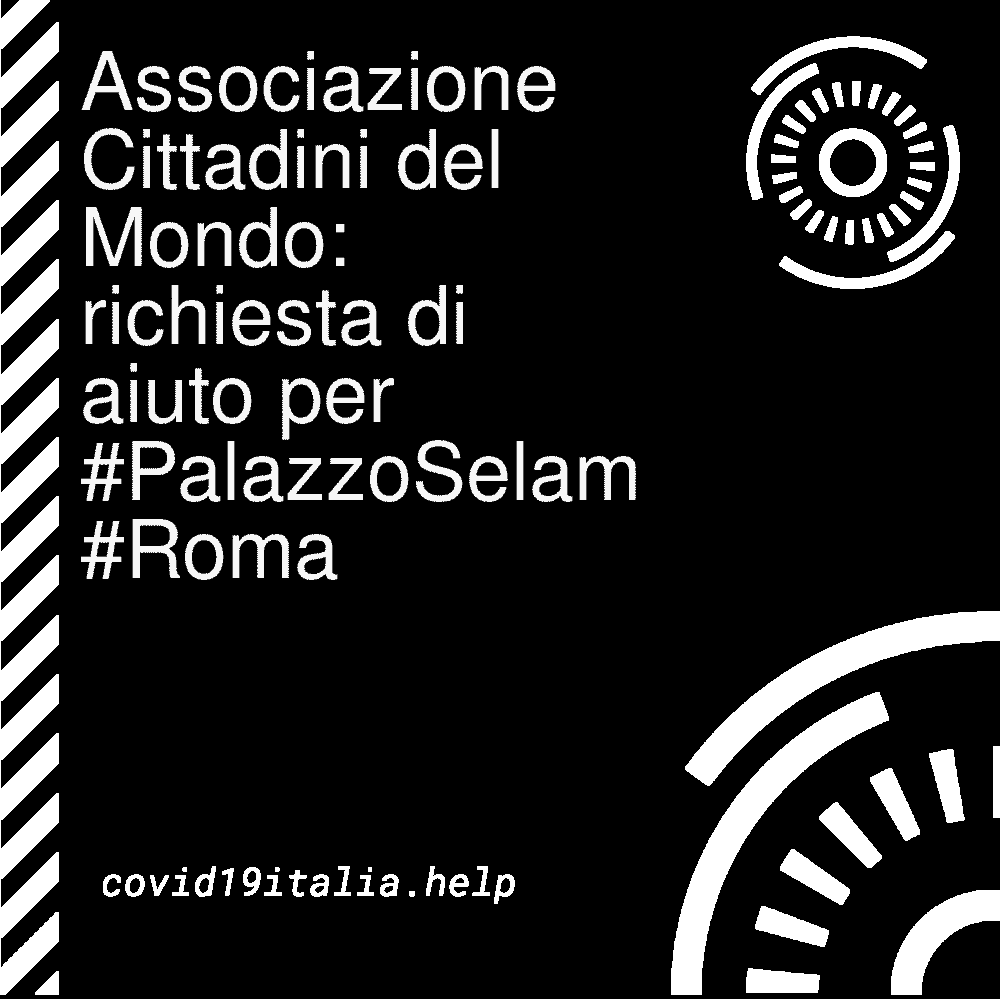 Associazione
Cittadini del
Mondo:
richiesta di
aiuto per
#PalazzoSelam
#Roma
covid19italia.help